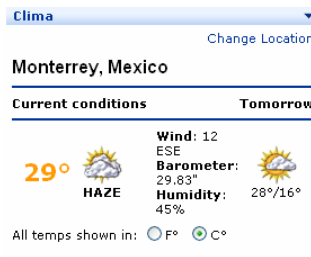 Clima
Change Location
Monterrey, Mexico
Current conditions Tomorrow
29°
HAZE
Wind: 12
ESE
Barometer:
29.83"
Humidity:
45%
28°/16°
All temps shown in: F° C°